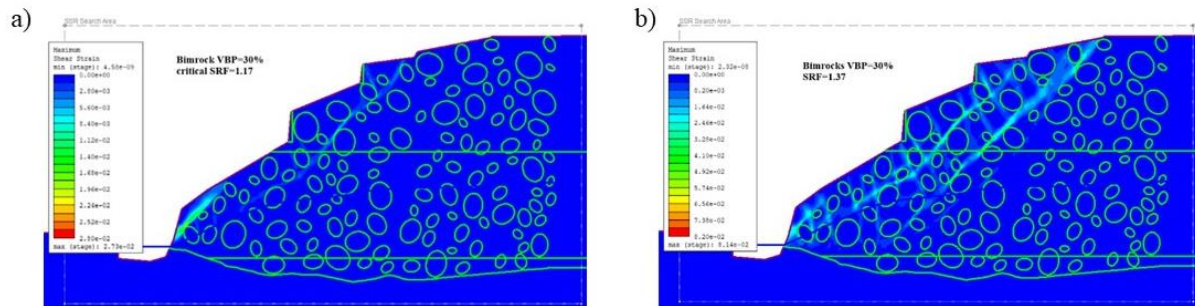 a)
SSR Search Area
Maximum
Shear Strain
min (stage): 4.58e-09
0.00e+00
2.80e-03
5.60e-03
8.40e-03
1.12e-02
1.40e-02
1.68e-02
1.96e-02
2.24e-02
2.52e-02
2.80e-02
max (stage): 2.79e-02
Bimrock VBP=30%
critical SRF=1.17
b)
SSR Search Area
Maximum
Shear Strain
min (stage): 2.32e-08
0.00e+00
8.20e-03
1.64e-02
2.46e-02
3.28e-02
4.10e-02
4.92e-02
5.74e-02
6.56e-02
7.38e-02
8.20e-02
max (stage): 8.14e-02
Bimrocks VBP=30%
SRF=1.37